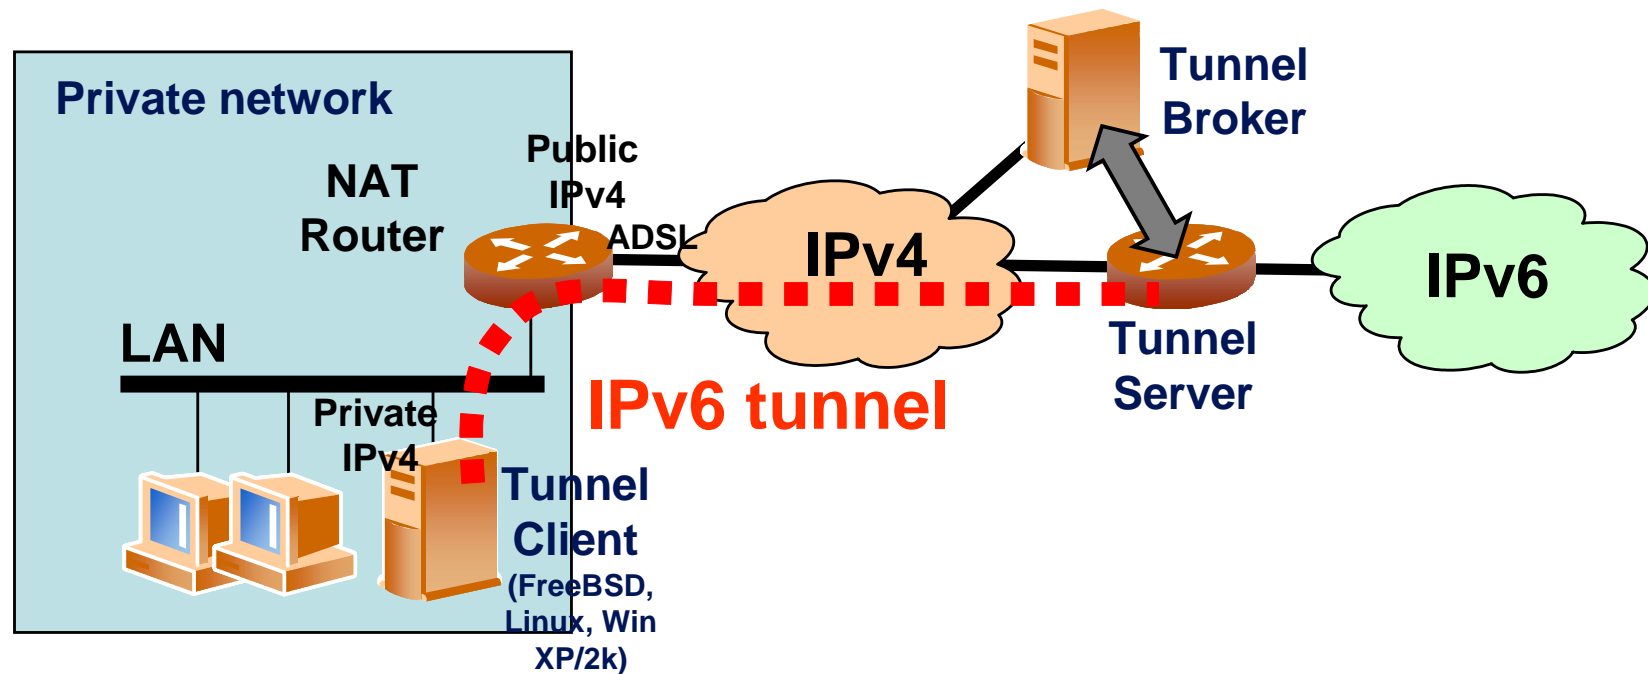 Private network
NAT
Router
Public
IPv4
ADSL
Tunnel
Broker
IPv4
IPv6
LAN
Tunnel
Server
IPv6 tunnel
Private
IPv4
Tunnel
Client
(FreeBSD,
Linux, Win
XP/2k)